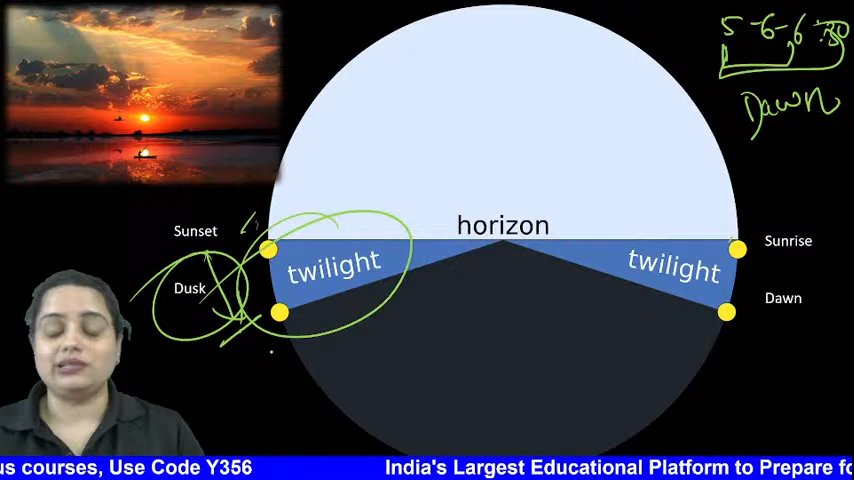 5-6-6:30
Dawn
horizon
Sunset
twilight
twilight
Sunrise
Dusk
Dawn
us courses, Use Code Y356
India's Largest Educational Platform to Prepare fo